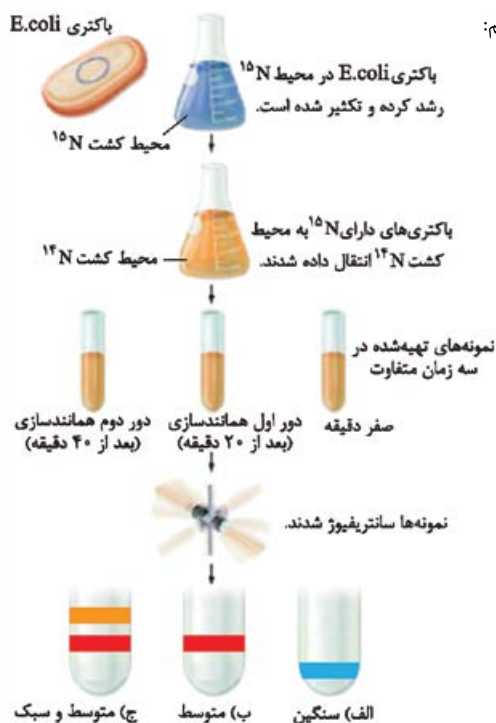 م:
باکتری E.coli
باکتری E.coli در محیط ¹⁵N
رشد کرده و تکثیر شده است.
محیط کشت ¹⁵N
باکتری‌های دارای ¹⁵N به محیط
کشت ¹⁴N انتقال داده شدند.
محیط کشت ¹⁴N
نمونه‌های تهیه‌شده در
سه زمان متفاوت
صفر دقیقه
دور اول همانندسازی
(بعد از ۲۰ دقیقه)
دور دوم همانندسازی
(بعد از ۴۰ دقیقه)
نمونه‌ها سانتریفیوژ شدند.
الف) سنگین
ب) متوسط
ج) متوسط و سبک